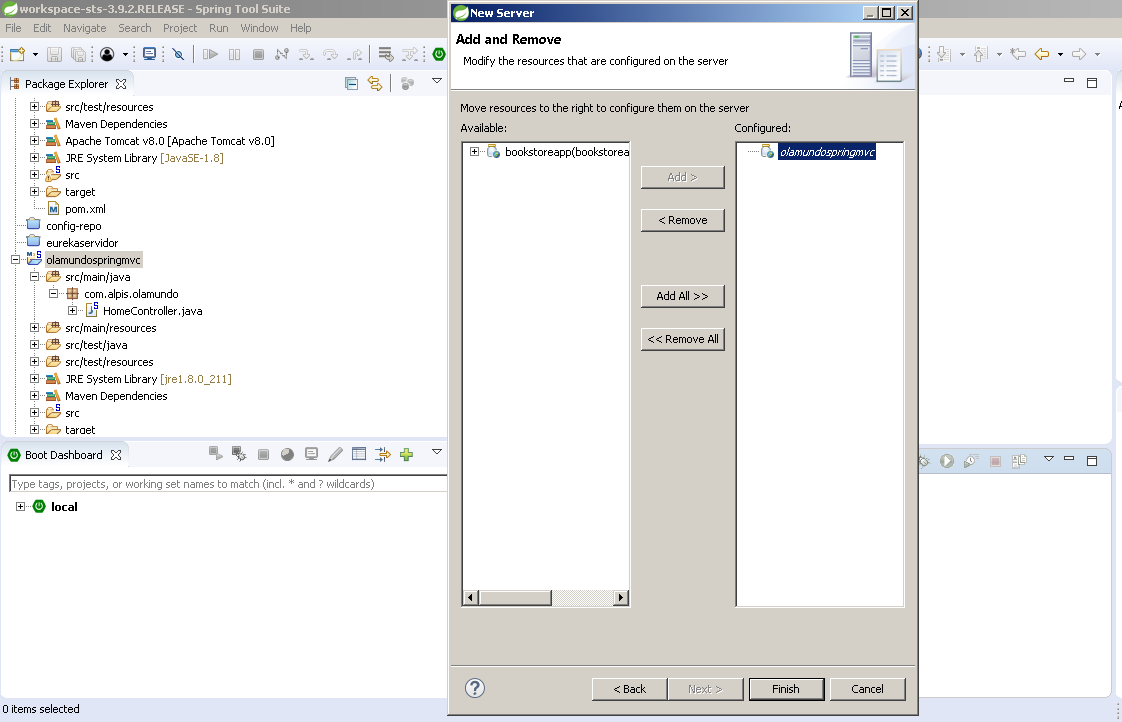 workspace-sts-3.9.2.RELEASE - Spring Tool Suite
File Edit Navigate Search Project Run Window Help
Package Explorer
src/test/resources
Maven Dependencies
Apache Tomcat v8.0 [Apache Tomcat v8.0]
JRE System Library [JavaSE-1.8]
src
target
pom.xml
config-repo
eurekaservidor
olamundospringmvc
src/main/java
com.alpis.olamundo
HomeController.java
src/main/resources
src/test/java
src/test/resources
JRE System Library [jre1.8.0_211]
Maven Dependencies
src
target
Boot Dashboard
Type tags, projects, or working set names to match (incl. * and ? wildcards)
local
0 items selected
New Server
Add and Remove
Modify the resources that are configured on the server
Move resources to the right to configure them on the server
Available:
Configured:
bookstoreapp(bookstorea
olamundospringmvc
Add >
< Remove
Add All >>
<< Remove All
?
< Back
Next >
Finish
Cancel